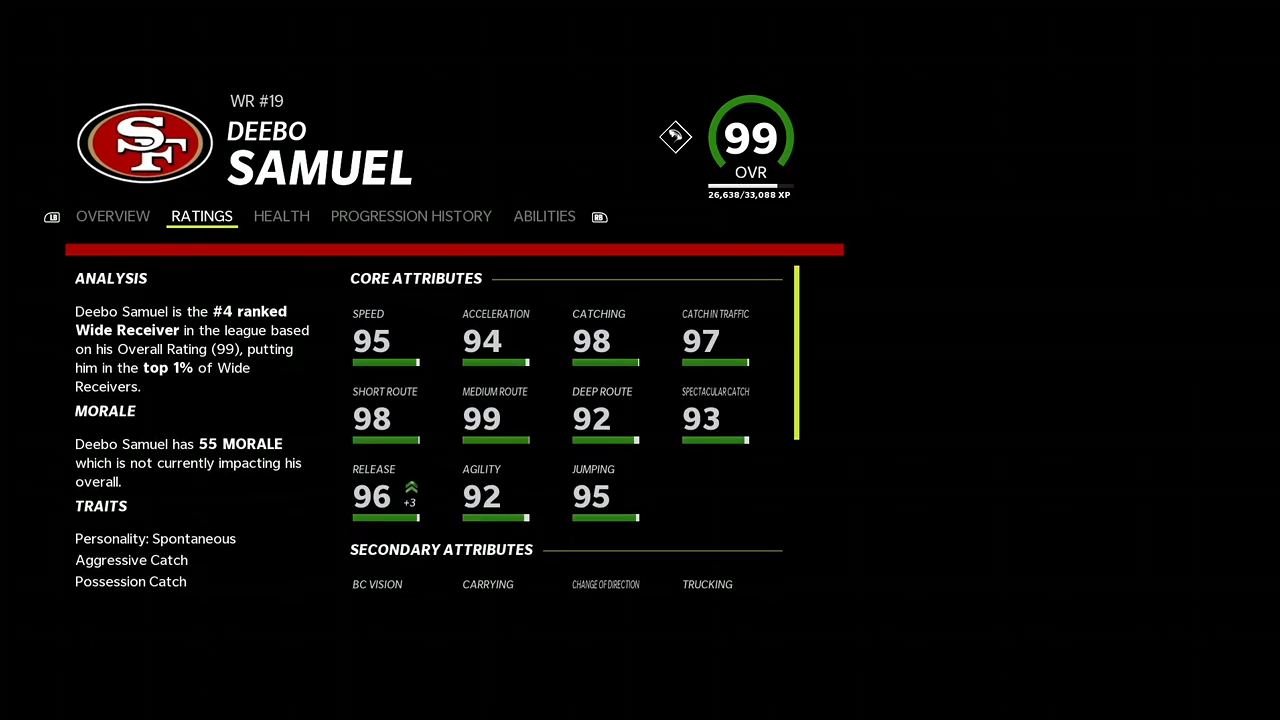 WR #19
DEEBO
SAMUEL
SF
99
OVR
26,638/33,088 XP
LB OVERVIEW RATINGS HEALTH PROGRESSION HISTORY ABILITIES RB
ANALYSIS
Deebo Samuel is the #4 ranked
Wide Receiver in the league based
on his Overall Rating (99), putting
him in the top 1% of Wide
Receivers.
MORALE
Deebo Samuel has 55 MORALE
which is not currently impacting his
overall.
TRAITS
Personality: Spontaneous
Aggressive Catch
Possession Catch
CORE ATTRIBUTES
SPEED ACCELERATION CATCHING CATCH IN TRAFFIC
95 94 98 97
SHORT ROUTE MEDIUM ROUTE DEEP ROUTE SPECTACULAR CATCH
98 99 92 93
RELEASE AGILITY JUMPING
96 +3 92 95
SECONDARY ATTRIBUTES
BC VISION CARRYING CHANGE OF DIRECTION TRUCKING